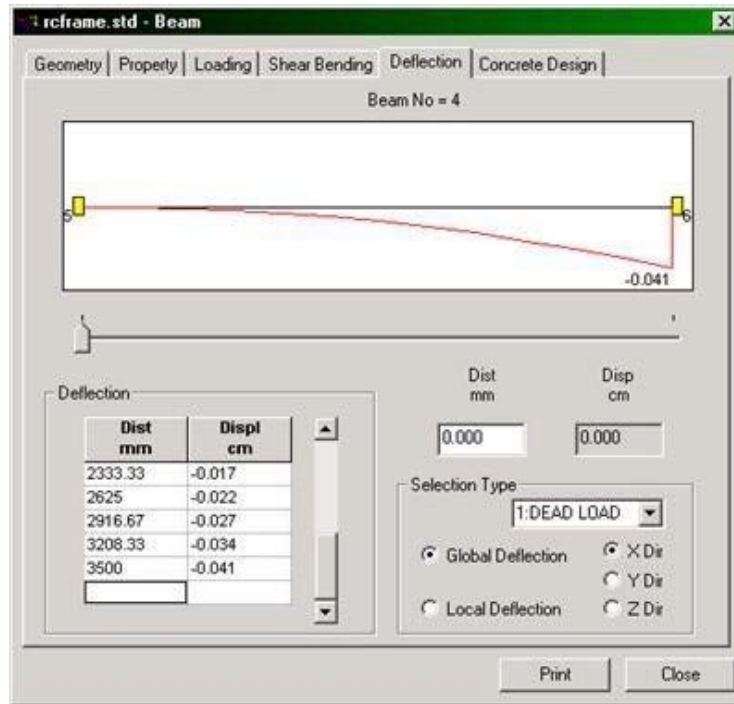 rcframe.std - Beam
Geometry Property Loading Shear Bending Deflection Concrete Design
Beam No = 4
5 6
-0.041
Dist Disp
mm cm
0.000 0.000
Deflection
Dist Displ
mm cm
2333.33 -0.017
2625 -0.022
2916.67 -0.027
3208.33 -0.034
3500 -0.041
Selection Type
1:DEAD LOAD
Global Deflection X Dir
Y Dir
Local Deflection Z Dir
Print Close